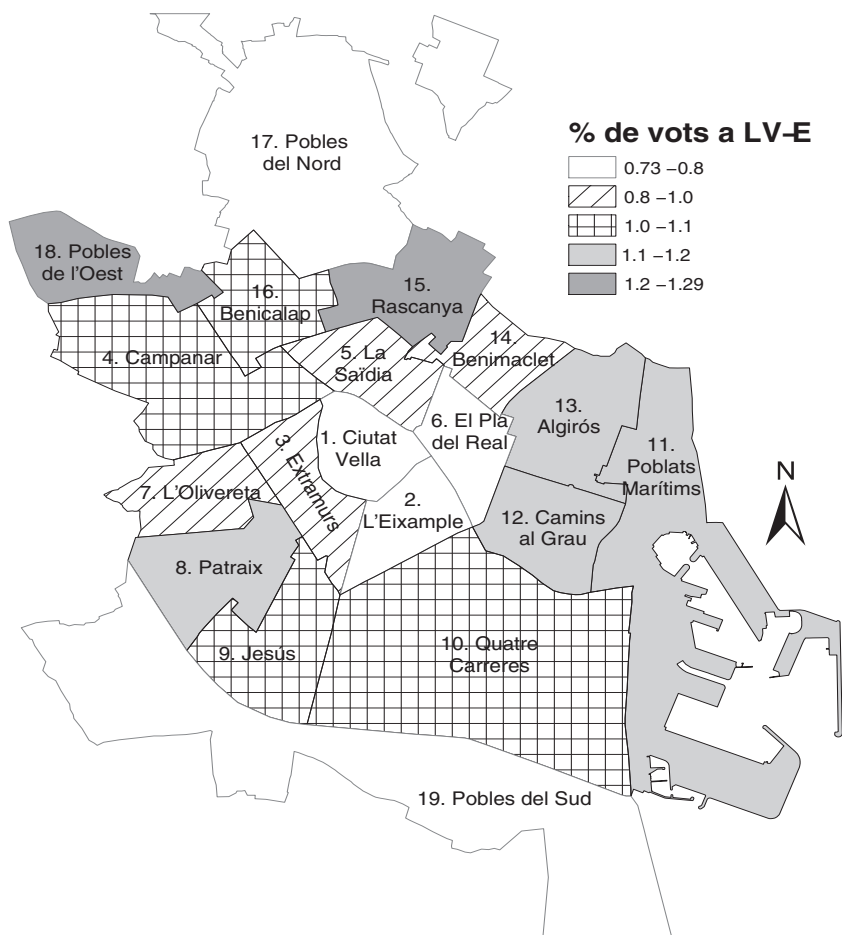 % de vots a LV-E
0.73 –0.8
0.8 –1.0
1.0 –1.1
1.1 –1.2
1.2 –1.29
17. Pobles
del Nord
18. Pobles
de l'Oest
15.
Rascanya
16.
Benicalap
14.
Benimaclet
4. Campanar
5. La
Saïdia
13.
Algirós
6. El Pla
del Real
1. Ciutat
Vella
3. Extramurs
11.
Poblats
Marítims
N
7. L'Olivereta
2.
L'Eixample
12. Camins
al Grau
8. Patraix
9. Jesús
10. Quatre
Carreres
19. Pobles del Sud